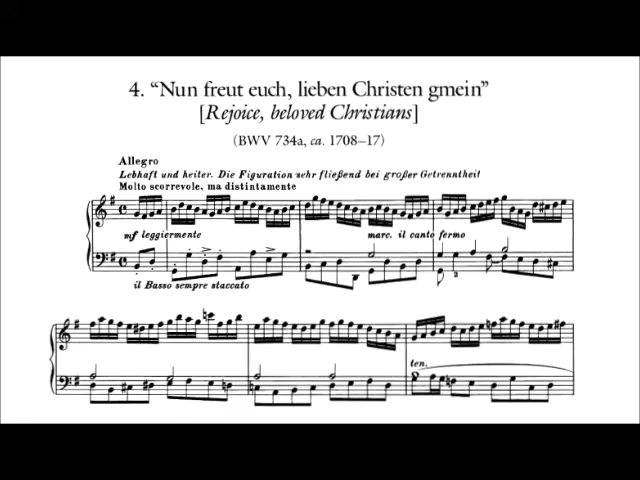 4. “Nun freut euch, lieben Christen gmein”
[Rejoice, beloved Christians]
(BWV 734a, ca. 1708–17)
Allegro
Lebhaft und heiter. Die Figuration sehr fließend bei großer Getrenntheit
Molto scorrevole, ma distintamente
mf leggiermente
marc. il canto fermo
2
il Basso sempre staccato
ten.